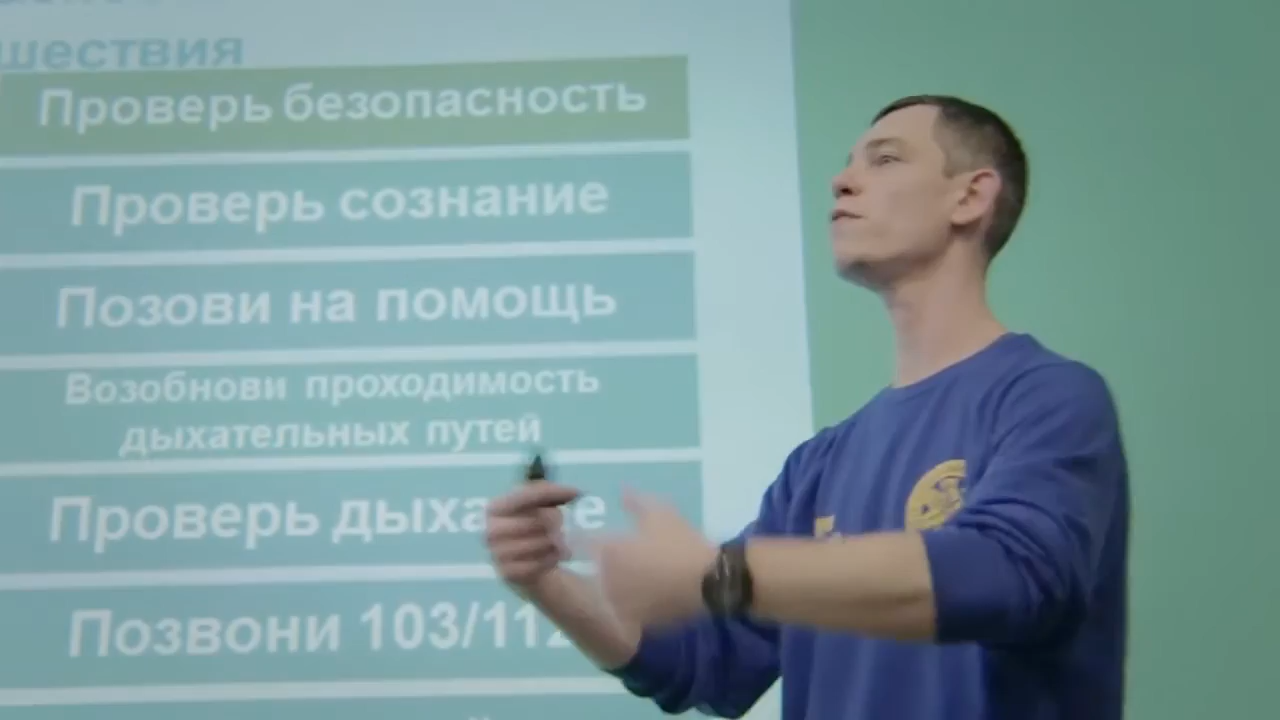 шествия
Проверь безопасность
Проверь сознание
Позови на помощь
Возобнови проходимость
дыхательных путей
Проверь
Позвони 103/112